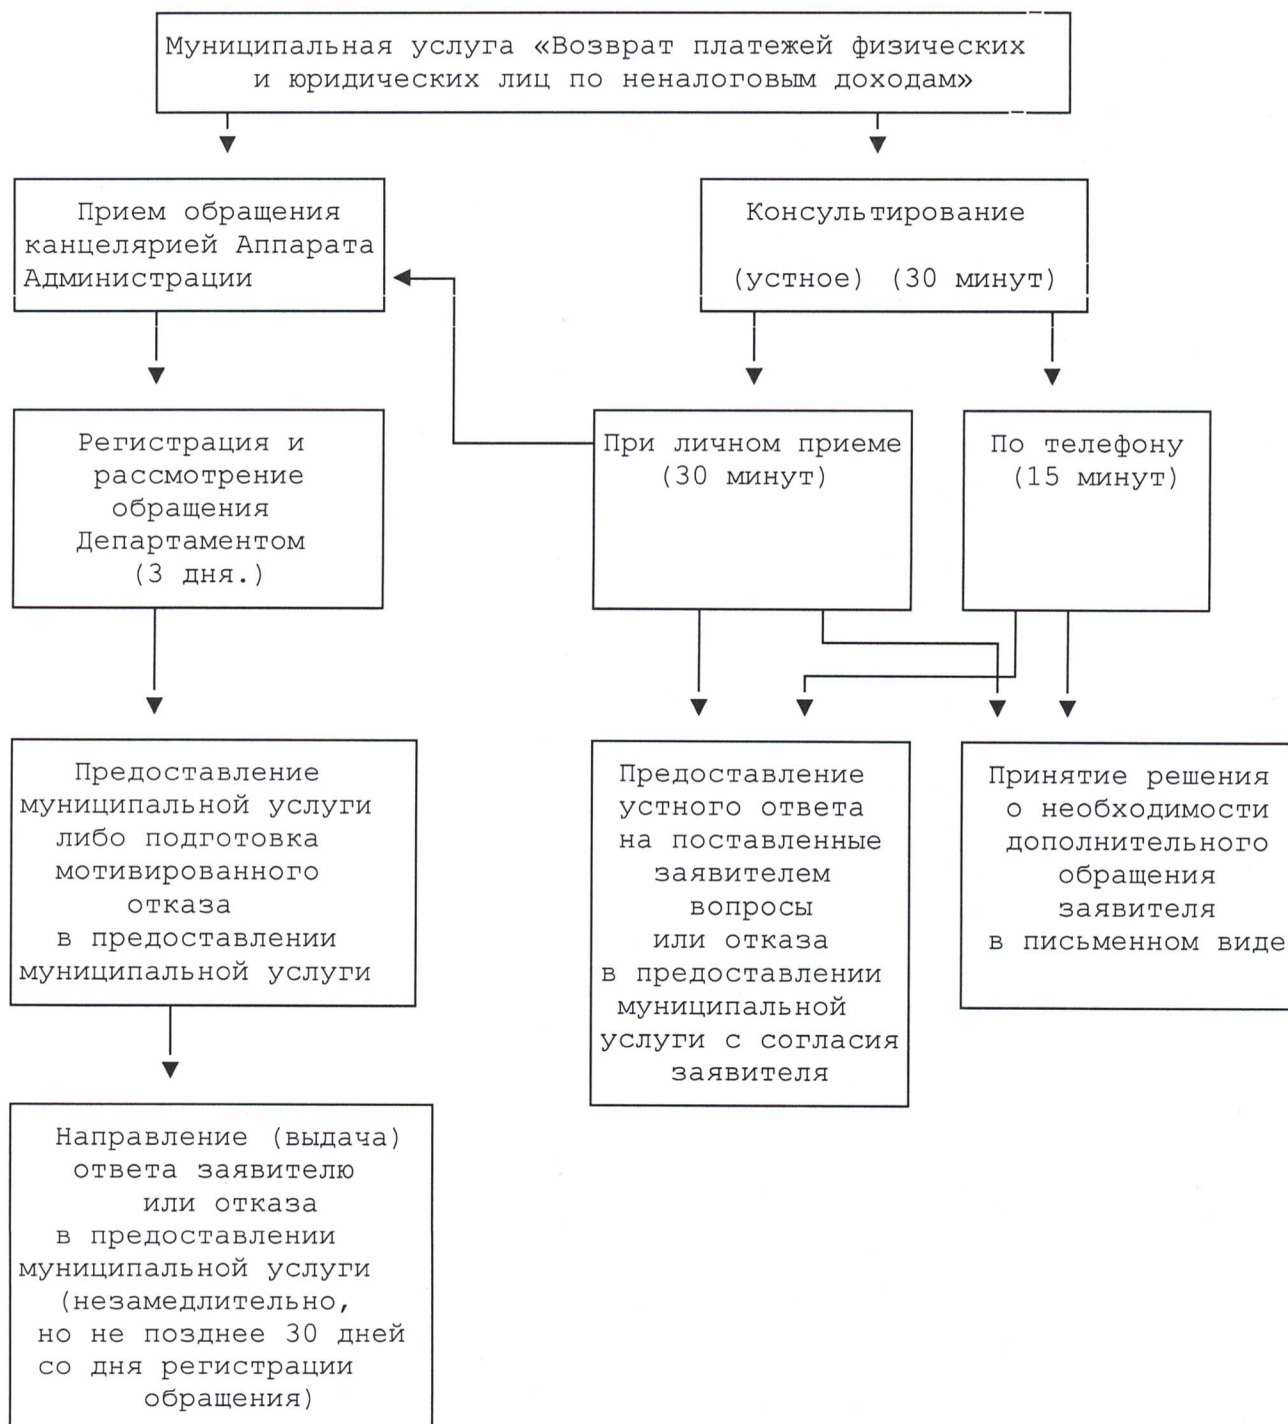 Муниципальная услуга «Возврат платежей физических
и юридических лиц по неналоговым доходам»
Прием обращения
канцелярией Аппарата
Администрации
Консультирование
(устное) (30 минут)
Регистрация и
рассмотрение
обращения
Департаментом
(3 дня.)
При личном приеме
(30 минут)
По телефону
(15 минут)
Предоставление
муниципальной услуги
либо подготовка
мотивированного
отказа
в предоставлении
муниципальной услуги
Предоставление
устного ответа
на поставленные
заявителем
вопросы
или отказа
в предоставлении
муниципальной
услуги с согласия
заявителя
Принятие решения
о необходимости
дополнительного
обращения
заявителя
в письменном виде
Направление (выдача)
ответа заявителю
или отказа
в предоставлении
муниципальной услуги
(незамедлительно,
но не позднее 30 дней
со дня регистрации
обращения)